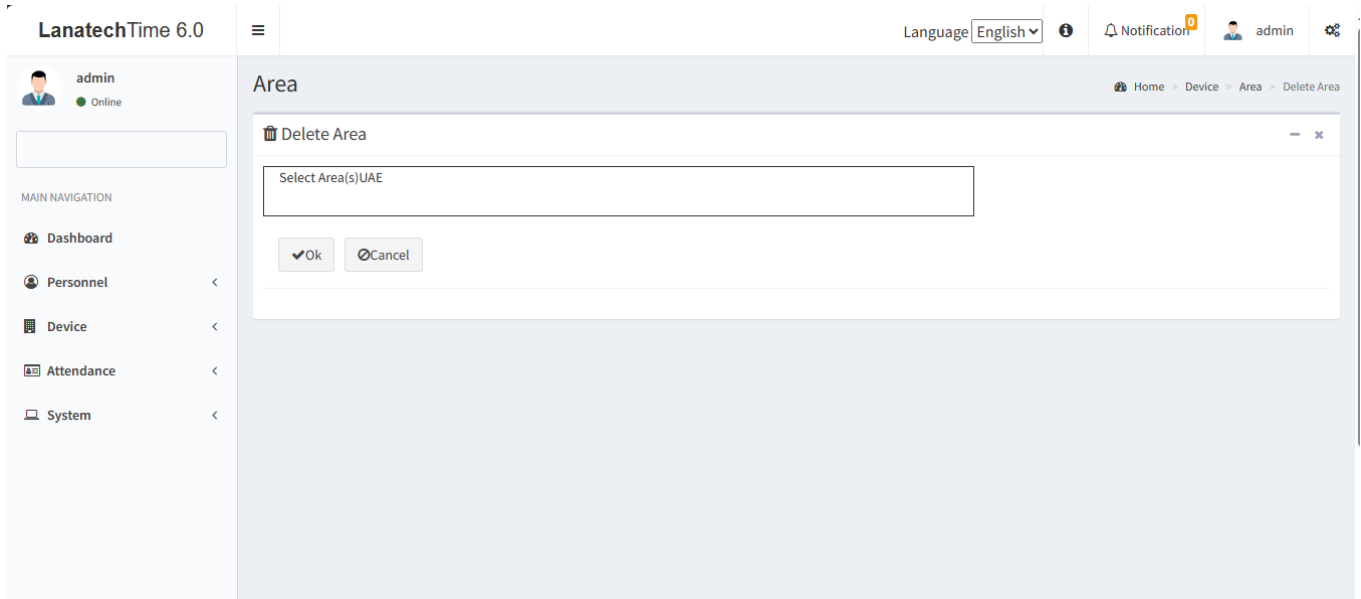 LanatechTime 6.0
Language English
0
Notification
admin
admin
Online
MAIN NAVIGATION
Dashboard
Personnel
Device
Attendance
System
Area
Home > Device > Area > Delete Area
Delete Area
Select Area(s)UAE
Ok
Cancel